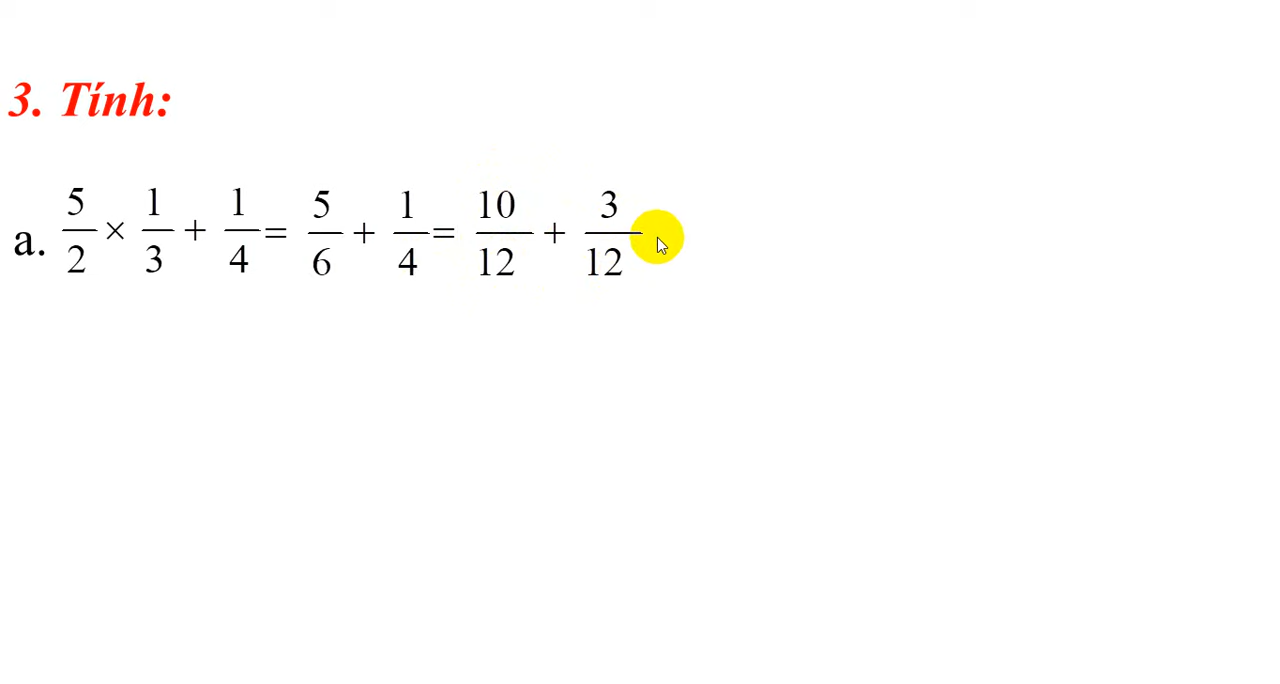 3. Tính:
a. 5/2 × 1/3 + 1/4 = 5/6 + 1/4 = 10/12 + 3/12